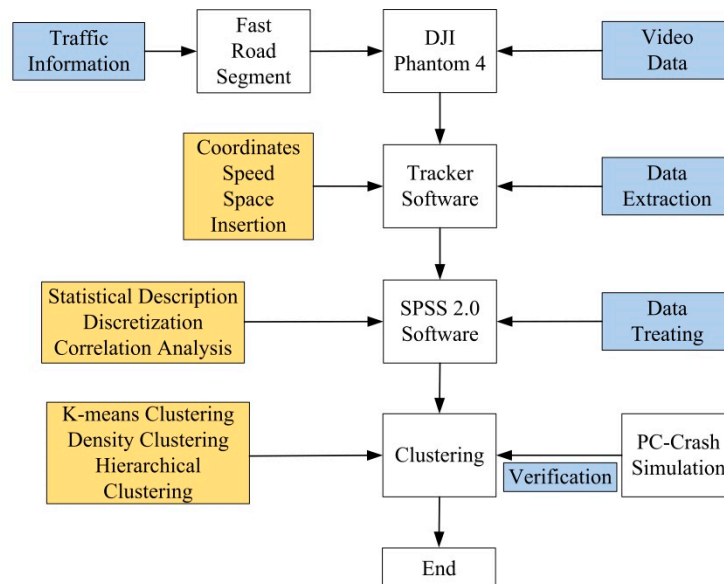 Traffic
Information
Fast
Road
Segment
DJI
Phantom 4
Video
Data
Coordinates
Speed
Space
Insertion
Tracker
Software
Data
Extraction
Statistical Description
Discretization
Correlation Analysis
SPSS 2.0
Software
Data
Treating
K-means Clustering
Density Clustering
Hierarchical
Clustering
Clustering
Verification
PC-Crash
Simulation
End